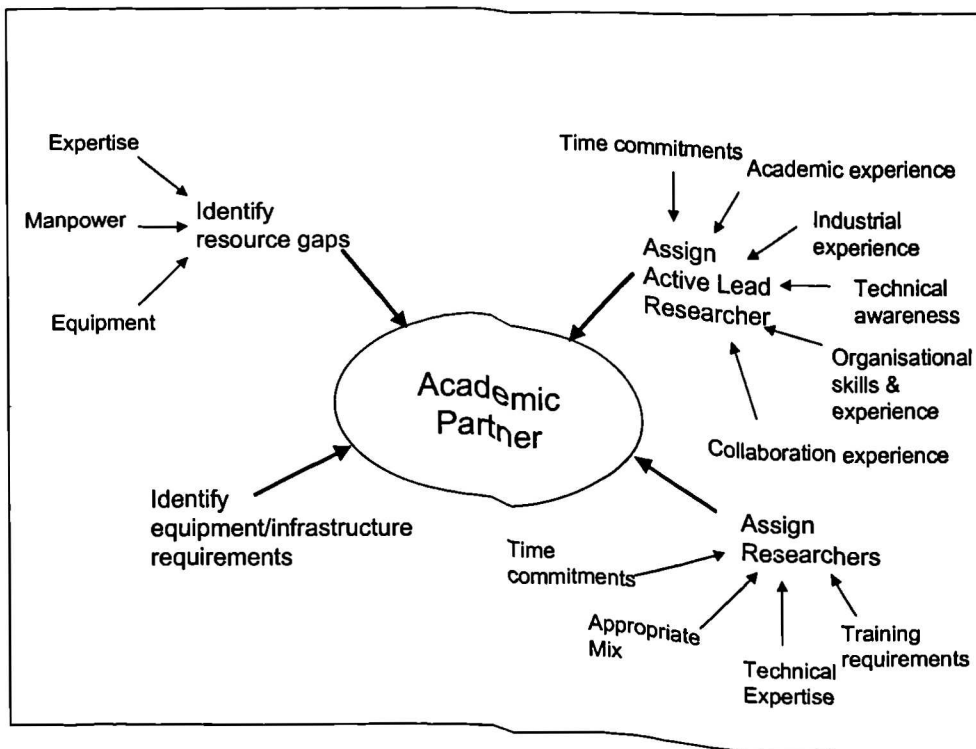 Expertise
Manpower
Equipment
Identify
resource gaps
Time commitments
Academic experience
Industrial
experience
Technical
awareness
Organisational
skills &
experience
Collaboration experience
Assign
Active Lead
Researcher
Academic
Partner
Identify
equipment/infrastructure
requirements
Assign
Researchers
Time
commitments
Appropriate
Mix
Technical
Expertise
Training
requirements